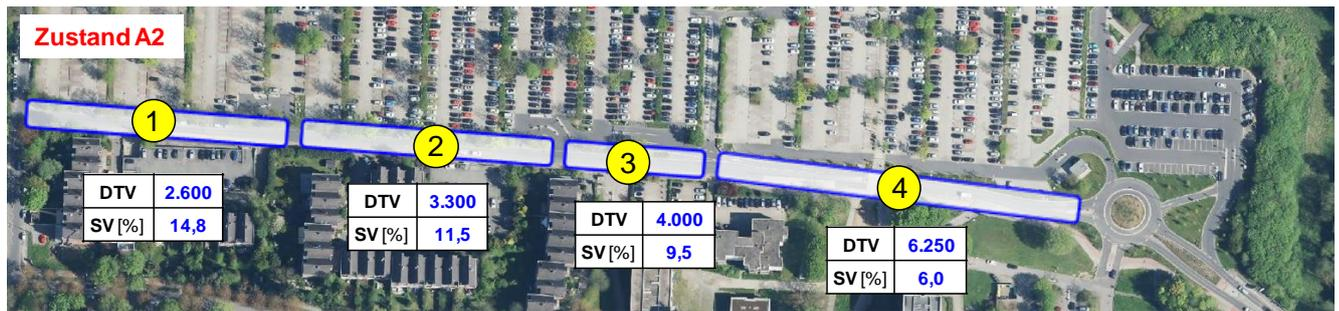 Zustand A2
1
2
3
4
DTV 2.600
SV [%] 14,8
DTV 3.300
SV [%] 11,5
DTV 4.000
SV [%] 9,5
DTV 6.250
SV [%] 6,0